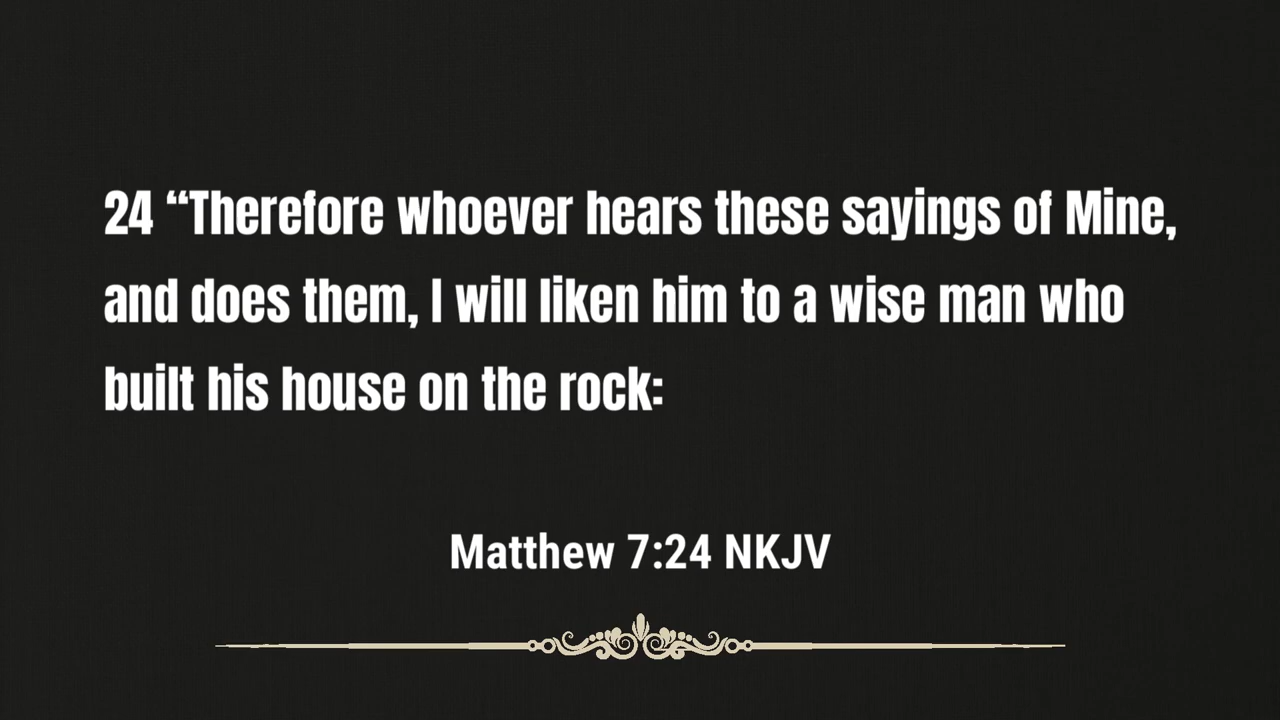 24 “Therefore whoever hears these sayings of Mine,
and does them, I will liken him to a wise man who
built his house on the rock:
Matthew 7:24 NKJV